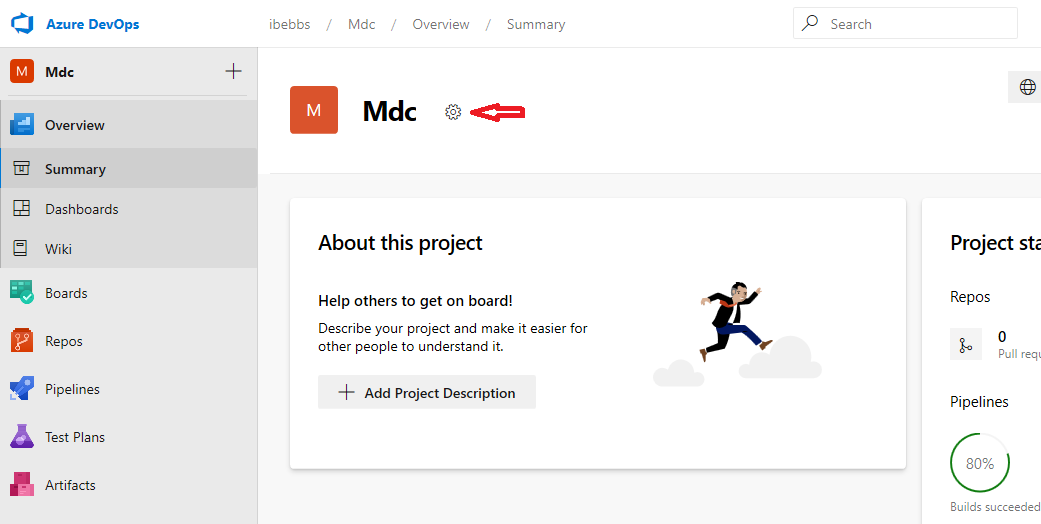 Azure DevOps
ibebbs / Mdc / Overview / Summary
Search
M Mdc
Overview
Summary
Dashboards
Wiki
Boards
Repos
Pipelines
Test Plans
Artifacts
M Mdc
About this project
Help others to get on board!
Describe your project and make it easier for
other people to understand it.
Add Project Description
Project sta
Repos
0
Pull requ
Pipelines
80%
Builds succeeded